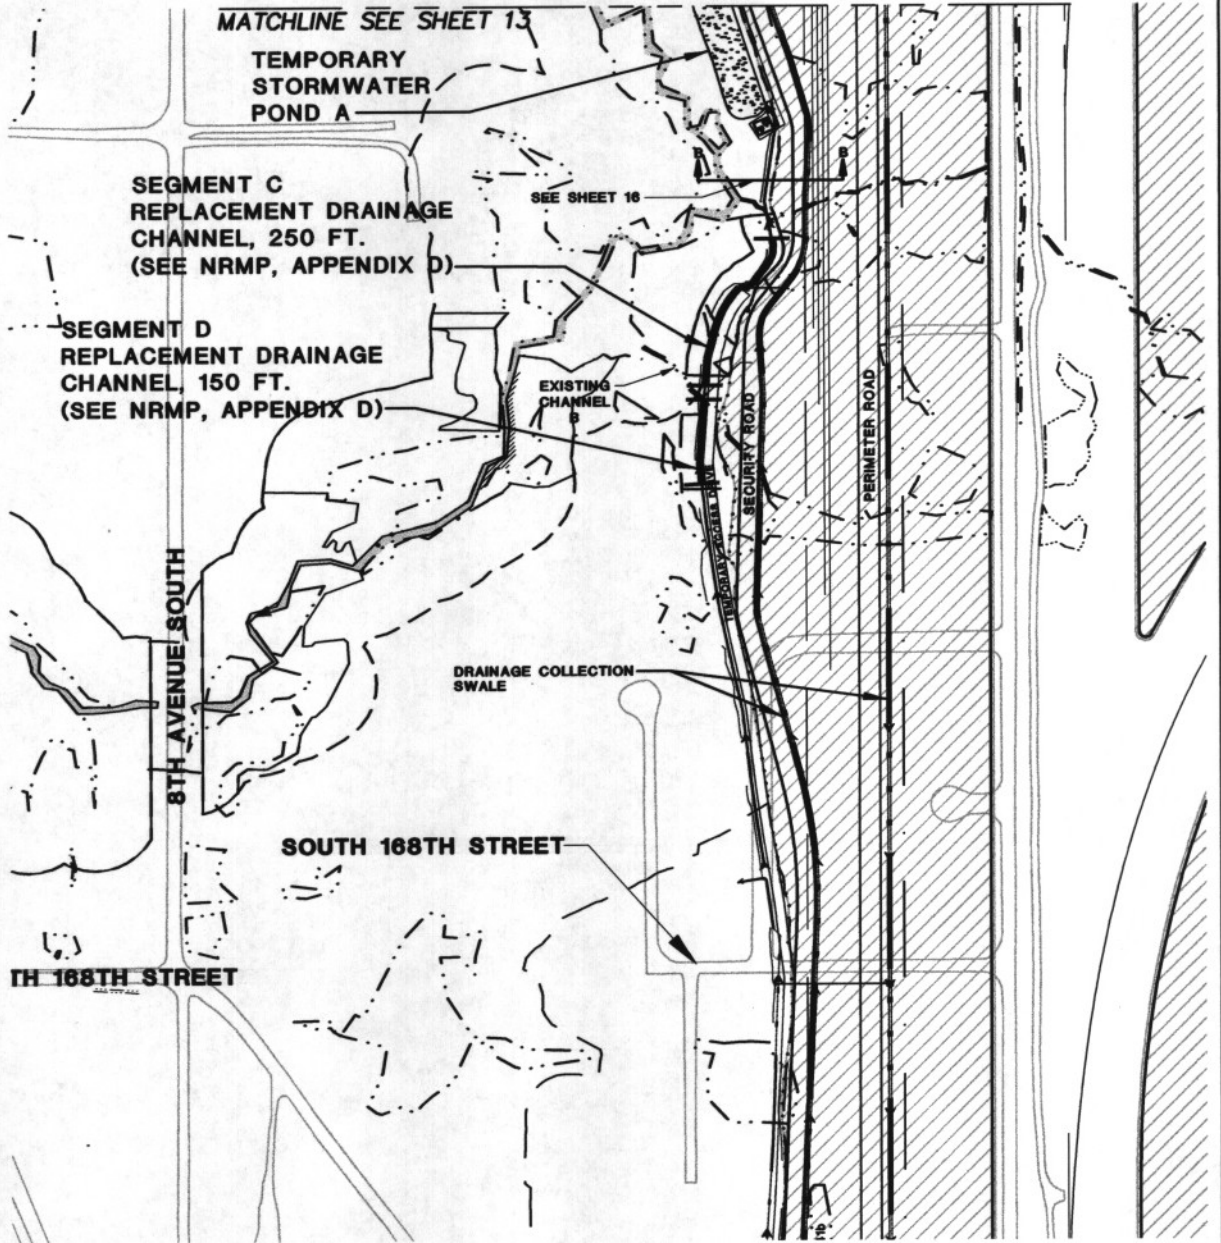 MATCHLINE SEE SHEET 13
TEMPORARY
STORMWATER
POND A
B
B
SEE SHEET 16
SEGMENT C
REPLACEMENT DRAINAGE
CHANNEL, 250 FT.
(SEE NRMP, APPENDIX D)
SEGMENT D
REPLACEMENT DRAINAGE
CHANNEL, 150 FT.
(SEE NRMP, APPENDIX D)
EXISTING
CHANNEL
B
SECURITY ROAD
PERIMETER ROAD
TEMPORARY ACCESS DRIVE
8TH AVENUE SOUTH
DRAINAGE COLLECTION
SWALE
SOUTH 168TH STREET
TH 168TH STREET